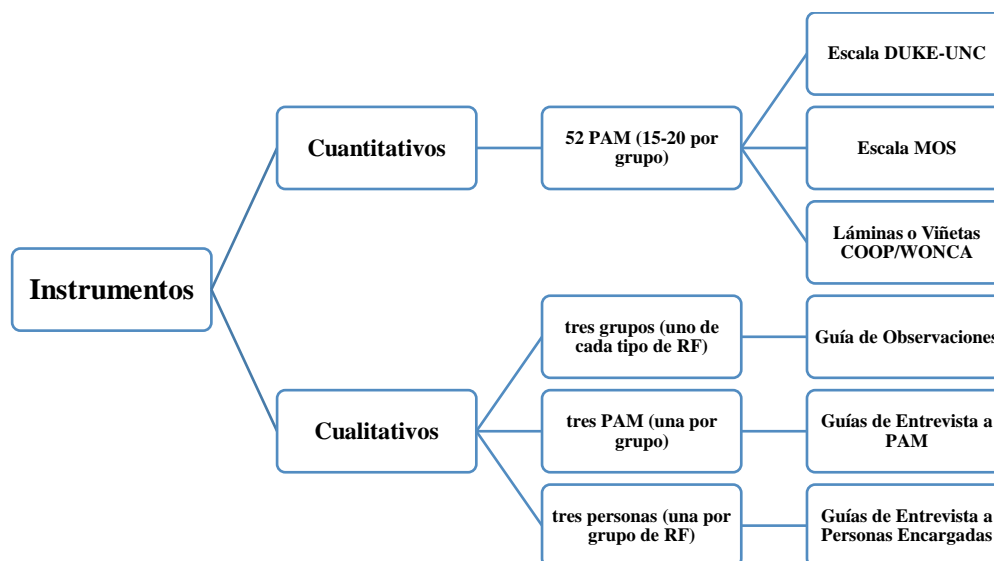 Instrumentos
Cuantitativos
52 PAM (15-20 por
grupo)
Escala DUKE-UNC
Escala MOS
Láminas o Viñetas
COOP/WONCA
Cualitativos
tres grupos (uno de
cada tipo de RF)
Guía de Observaciones
tres PAM (una por
grupo)
Guías de Entrevista a
PAM
tres personas (una por
grupo de RF)
Guías de Entrevista a
Personas Encargadas